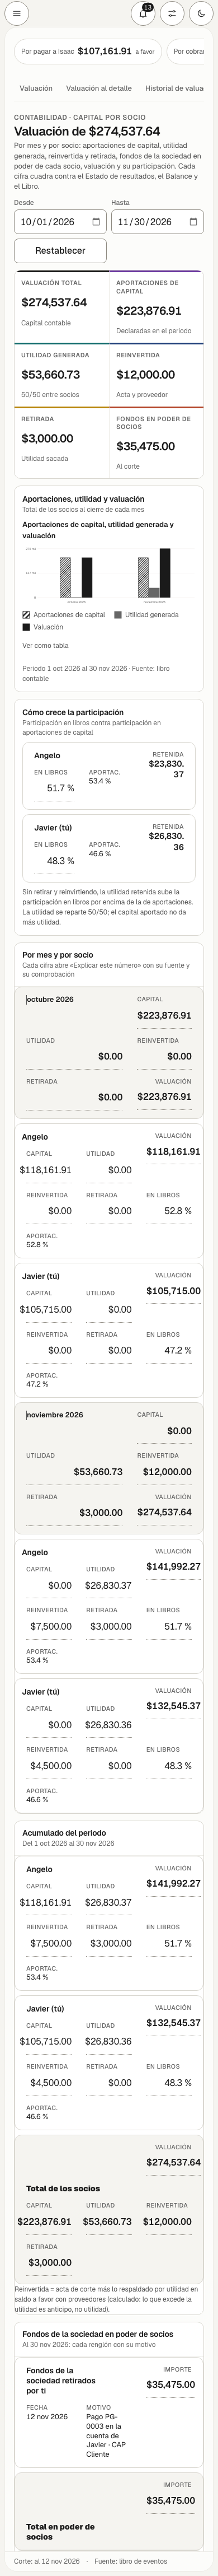 13
Por pagar a Isaac $107,161.91 a favor
Por cobrar
Valuación Valuación al detalle Historial de valuac
CONTABILIDAD · CAPITAL POR SOCIO
Valuación de $274,537.64
Por mes y por socio: aportaciones de capital, utilidad
generada, reinvertida y retirada, fondos de la sociedad en
poder de cada socio, valuación y su participación. Cada
cifra cuadra contra el Estado de resultados, el Balance y
el Libro.
Desde Hasta
10/01/2026 11/30/2026
Restablecer
VALUACIÓN TOTAL
$274,537.64
Capital contable
APORTACIONES DE
CAPITAL
$223,876.91
Declaradas en el periodo
UTILIDAD GENERADA
$53,660.73
50/50 entre socios
REINVERTIDA
$12,000.00
Acta y proveedor
RETIRADA
$3,000.00
Utilidad sacada
FONDOS EN PODER DE
SOCIOS
$35,475.00
Al corte
Aportaciones, utilidad y valuación
Total de los socios al cierre de cada mes
Aportaciones de capital, utilidad generada y
valuación
0
Aportaciones de capital Utilidad generada
Valuación
Ver como tabla
Periodo 1 oct 2026 al 30 nov 2026 · Fuente: libro
contable
Cómo crece la participación
Participación en libros contra participación en
aportaciones de capital
Angelo
RETENIDA
$23,830.
37
EN LIBROS
51.7 %
APORTAC.
53.4 %
Javier (tú)
RETENIDA
$26,830.
36
EN LIBROS
48.3 %
APORTAC.
46.6 %
Sin retirar y reinvirtiendo, la utilidad retenida sube la
participación en libros por encima de la de aportaciones.
La utilidad se reparte 50/50; el capital aportado no da
más utilidad.
Por mes y por socio
Cada cifra abre «Explicar este número» con su fuente y
su comprobación
octubre 2026
CAPITAL
$223,876.91
UTILIDAD
$0.00
REINVERTIDA
$0.00
RETIRADA
$0.00
VALUACIÓN
$223,876.91
Angelo
VALUACIÓN
$118,161.91
CAPITAL
$118,161.91
UTILIDAD
$0.00
REINVERTIDA
$0.00
RETIRADA
$0.00
EN LIBROS
52.8 %
APORTAC.
52.8 %
Javier (tú)
VALUACIÓN
$105,715.00
CAPITAL
$105,715.00
UTILIDAD
$0.00
REINVERTIDA
$0.00
RETIRADA
$0.00
EN LIBROS
47.2 %
APORTAC.
47.2 %
noviembre 2026
CAPITAL
$0.00
UTILIDAD
$53,660.73
REINVERTIDA
$12,000.00
RETIRADA
$3,000.00
VALUACIÓN
$274,537.64
Angelo
VALUACIÓN
$141,992.27
CAPITAL
$0.00
UTILIDAD
$26,830.37
REINVERTIDA
$7,500.00
RETIRADA
$3,000.00
EN LIBROS
51.7 %
APORTAC.
53.4 %
Javier (tú)
VALUACIÓN
$132,545.37
CAPITAL
$0.00
UTILIDAD
$26,830.36
REINVERTIDA
$4,500.00
RETIRADA
$0.00
EN LIBROS
48.3 %
APORTAC.
46.6 %
Acumulado del periodo
Del 1 oct 2026 al 30 nov 2026
Angelo
VALUACIÓN
$141,992.27
CAPITAL
$118,161.91
UTILIDAD
$26,830.37
REINVERTIDA
$7,500.00
RETIRADA
$3,000.00
EN LIBROS
51.7 %
APORTAC.
53.4 %
Javier (tú)
VALUACIÓN
$132,545.37
CAPITAL
$105,715.00
UTILIDAD
$26,830.36
REINVERTIDA
$4,500.00
RETIRADA
$0.00
EN LIBROS
48.3 %
APORTAC.
46.6 %
VALUACIÓN
$274,537.64
Total de los socios
CAPITAL
$223,876.91
UTILIDAD
$53,660.73
REINVERTIDA
$12,000.00
RETIRADA
$3,000.00
Reinvertida = acta de corte más lo respaldado por utilidad en
saldo a favor con proveedores (calculado: lo que excede la
utilidad es anticipo, no utilidad).
Fondos de la sociedad en poder de socios
Al 30 nov 2026: cada renglón con su motivo
Fondos de la
sociedad retirados
por ti
IMPORTE
$35,475.00
FECHA
12 nov 2026
MOTIVO
Pago PG-
0003 en la
cuenta de
Javier · CAP
Cliente
IMPORTE
$35,475.00
Total en poder de
socios
Corte: al 12 nov 2026 · Fuente: libro de eventos